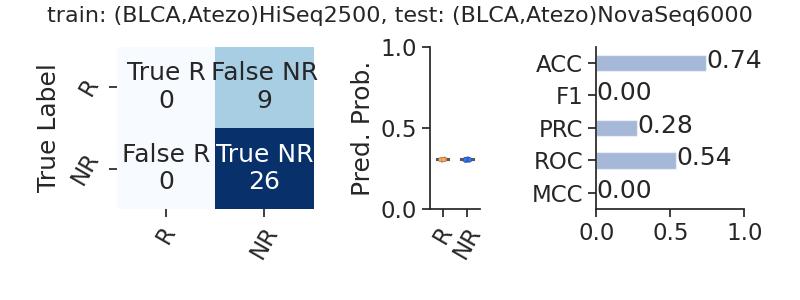 train: (BLCA,Atezo)HiSeq2500, test: (BLCA,Atezo)NovaSeq6000
True Label
R
NR
True R
0
False NR
9
False R
0
True NR
26
R
NR
Pred. Prob.
1.0
0.5
0.0
R
NR
ACC
0.74
F1
0.00
PRC
0.28
ROC
0.54
MCC
0.00
0.0
0.5
1.0